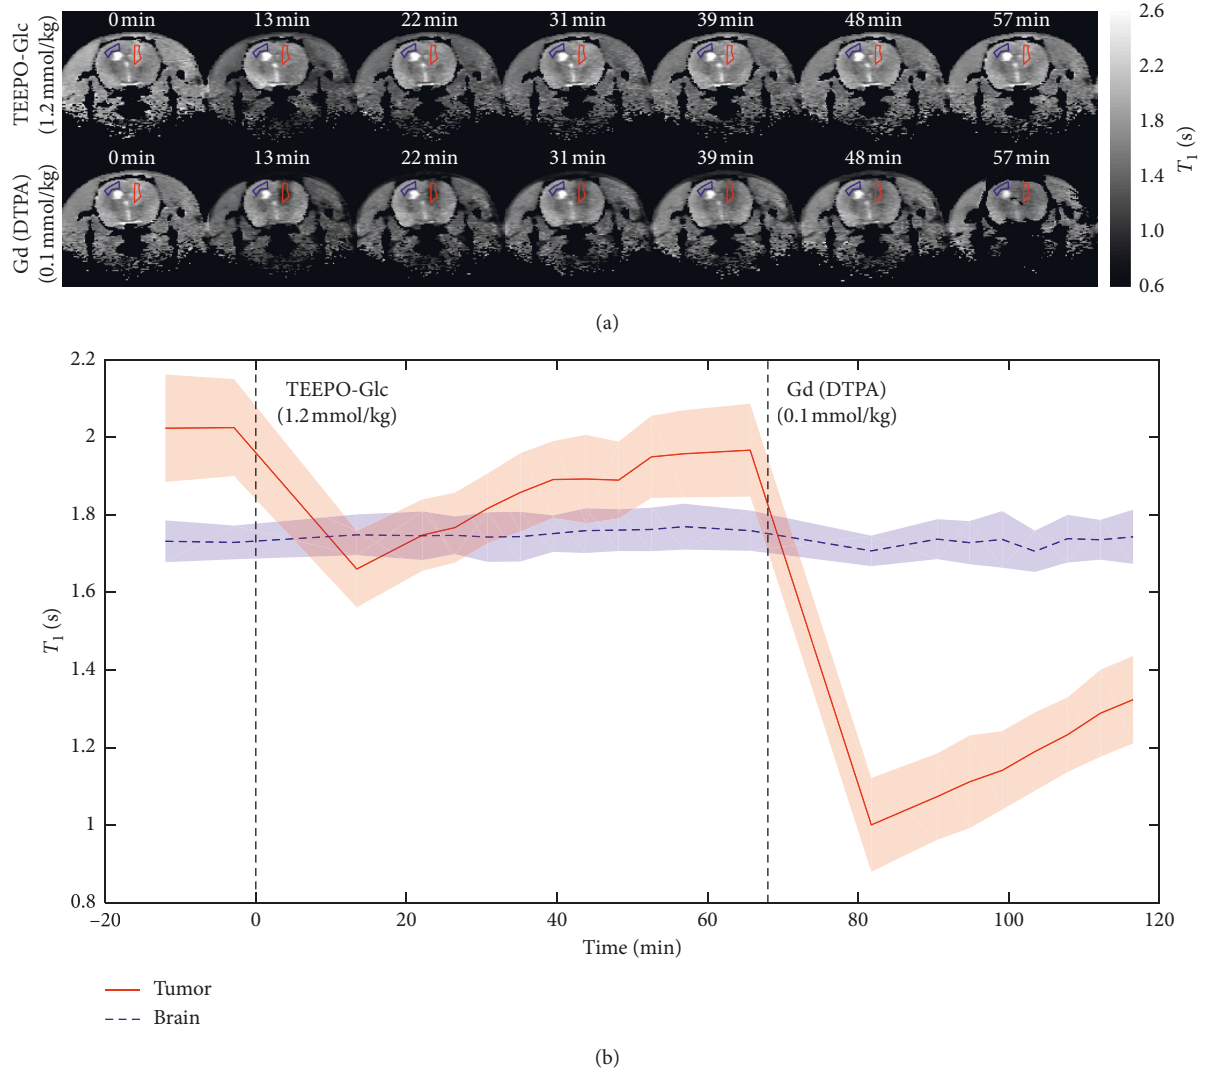 0 min 13 min 22 min 31 min 39 min 48 min 57 min
TEEPO-Glc
(1.2 mmol/kg)
0 min 13 min 22 min 31 min 39 min 48 min 57 min
Gd (DTPA)
(0.1 mmol/kg)
2.6
2.2
1.8
1.4
1.0
0.6
T1 (s)
(a)
2.2
2
1.8
1.6
1.4
1.2
1
0.8
T1 (s)
TEEPO-Glc
(1.2 mmol/kg)
Gd (DTPA)
(0.1 mmol/kg)
–20 0 20 40 60 80 100 120
Time (min)
Tumor
Brain
(b)